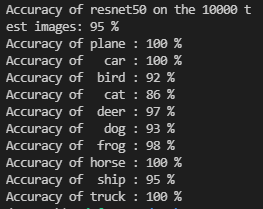 Accuracy of resnet50 on the 10000 t
est images: 95 %
Accuracy of plane : 100 %
Accuracy of   car : 100 %
Accuracy of  bird : 92 %
Accuracy of   cat : 86 %
Accuracy of  deer : 97 %
Accuracy of   dog : 93 %
Accuracy of  frog : 98 %
Accuracy of horse : 100 %
Accuracy of  ship : 95 %
Accuracy of truck : 100 %